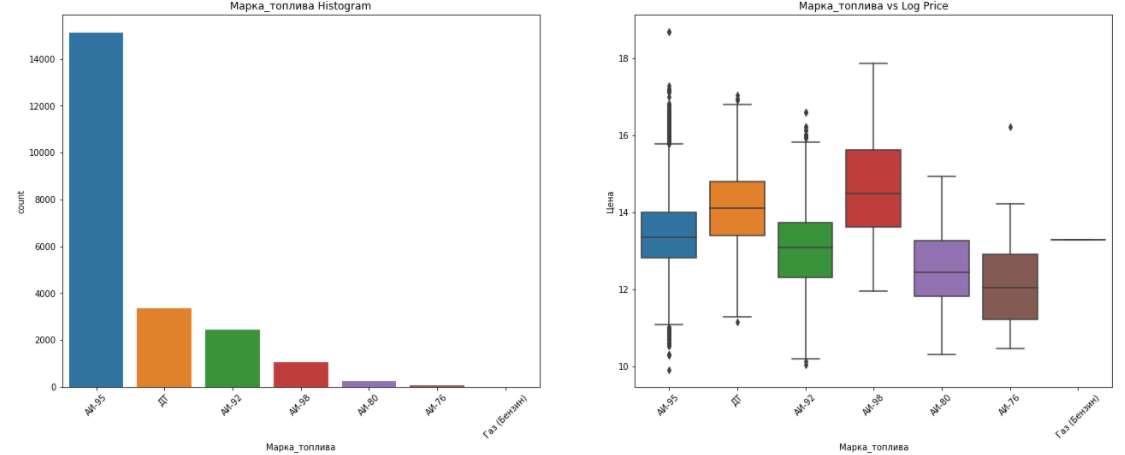 Марка_топлива Histogram
14000
12000
10000
8000
6000
4000
2000
0
count
АИ-95
ДТ
АИ-92
АИ-98
АИ-80
АИ-76
Газ (Бензин)
Марка_топлива
Марка_топлива vs Log Price
18
16
14
12
10
Цена
АИ-95
ДТ
АИ-92
АИ-98
АИ-80
АИ-76
Газ (Бензин)
Марка_топлива